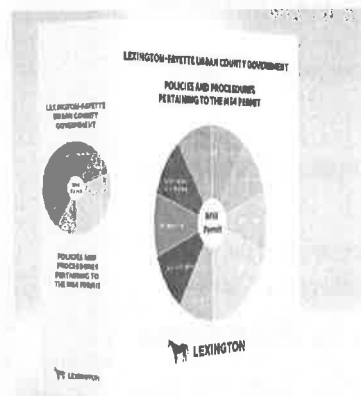 LEXINGTON-FAYETTE
URBAN COUNTY
GOVERNMENT
MS4
Permit
POLICIES AND
PROCEDURES
PERTAINING TO
THE MS4 PERMIT
LEXINGTON
LEXINGTON-FAYETTE URBAN COUNTY GOVERNMENT
POLICIES AND PROCEDURES
PERTAINING TO THE MS4 PERMIT
MS4
Permit
LEXINGTON